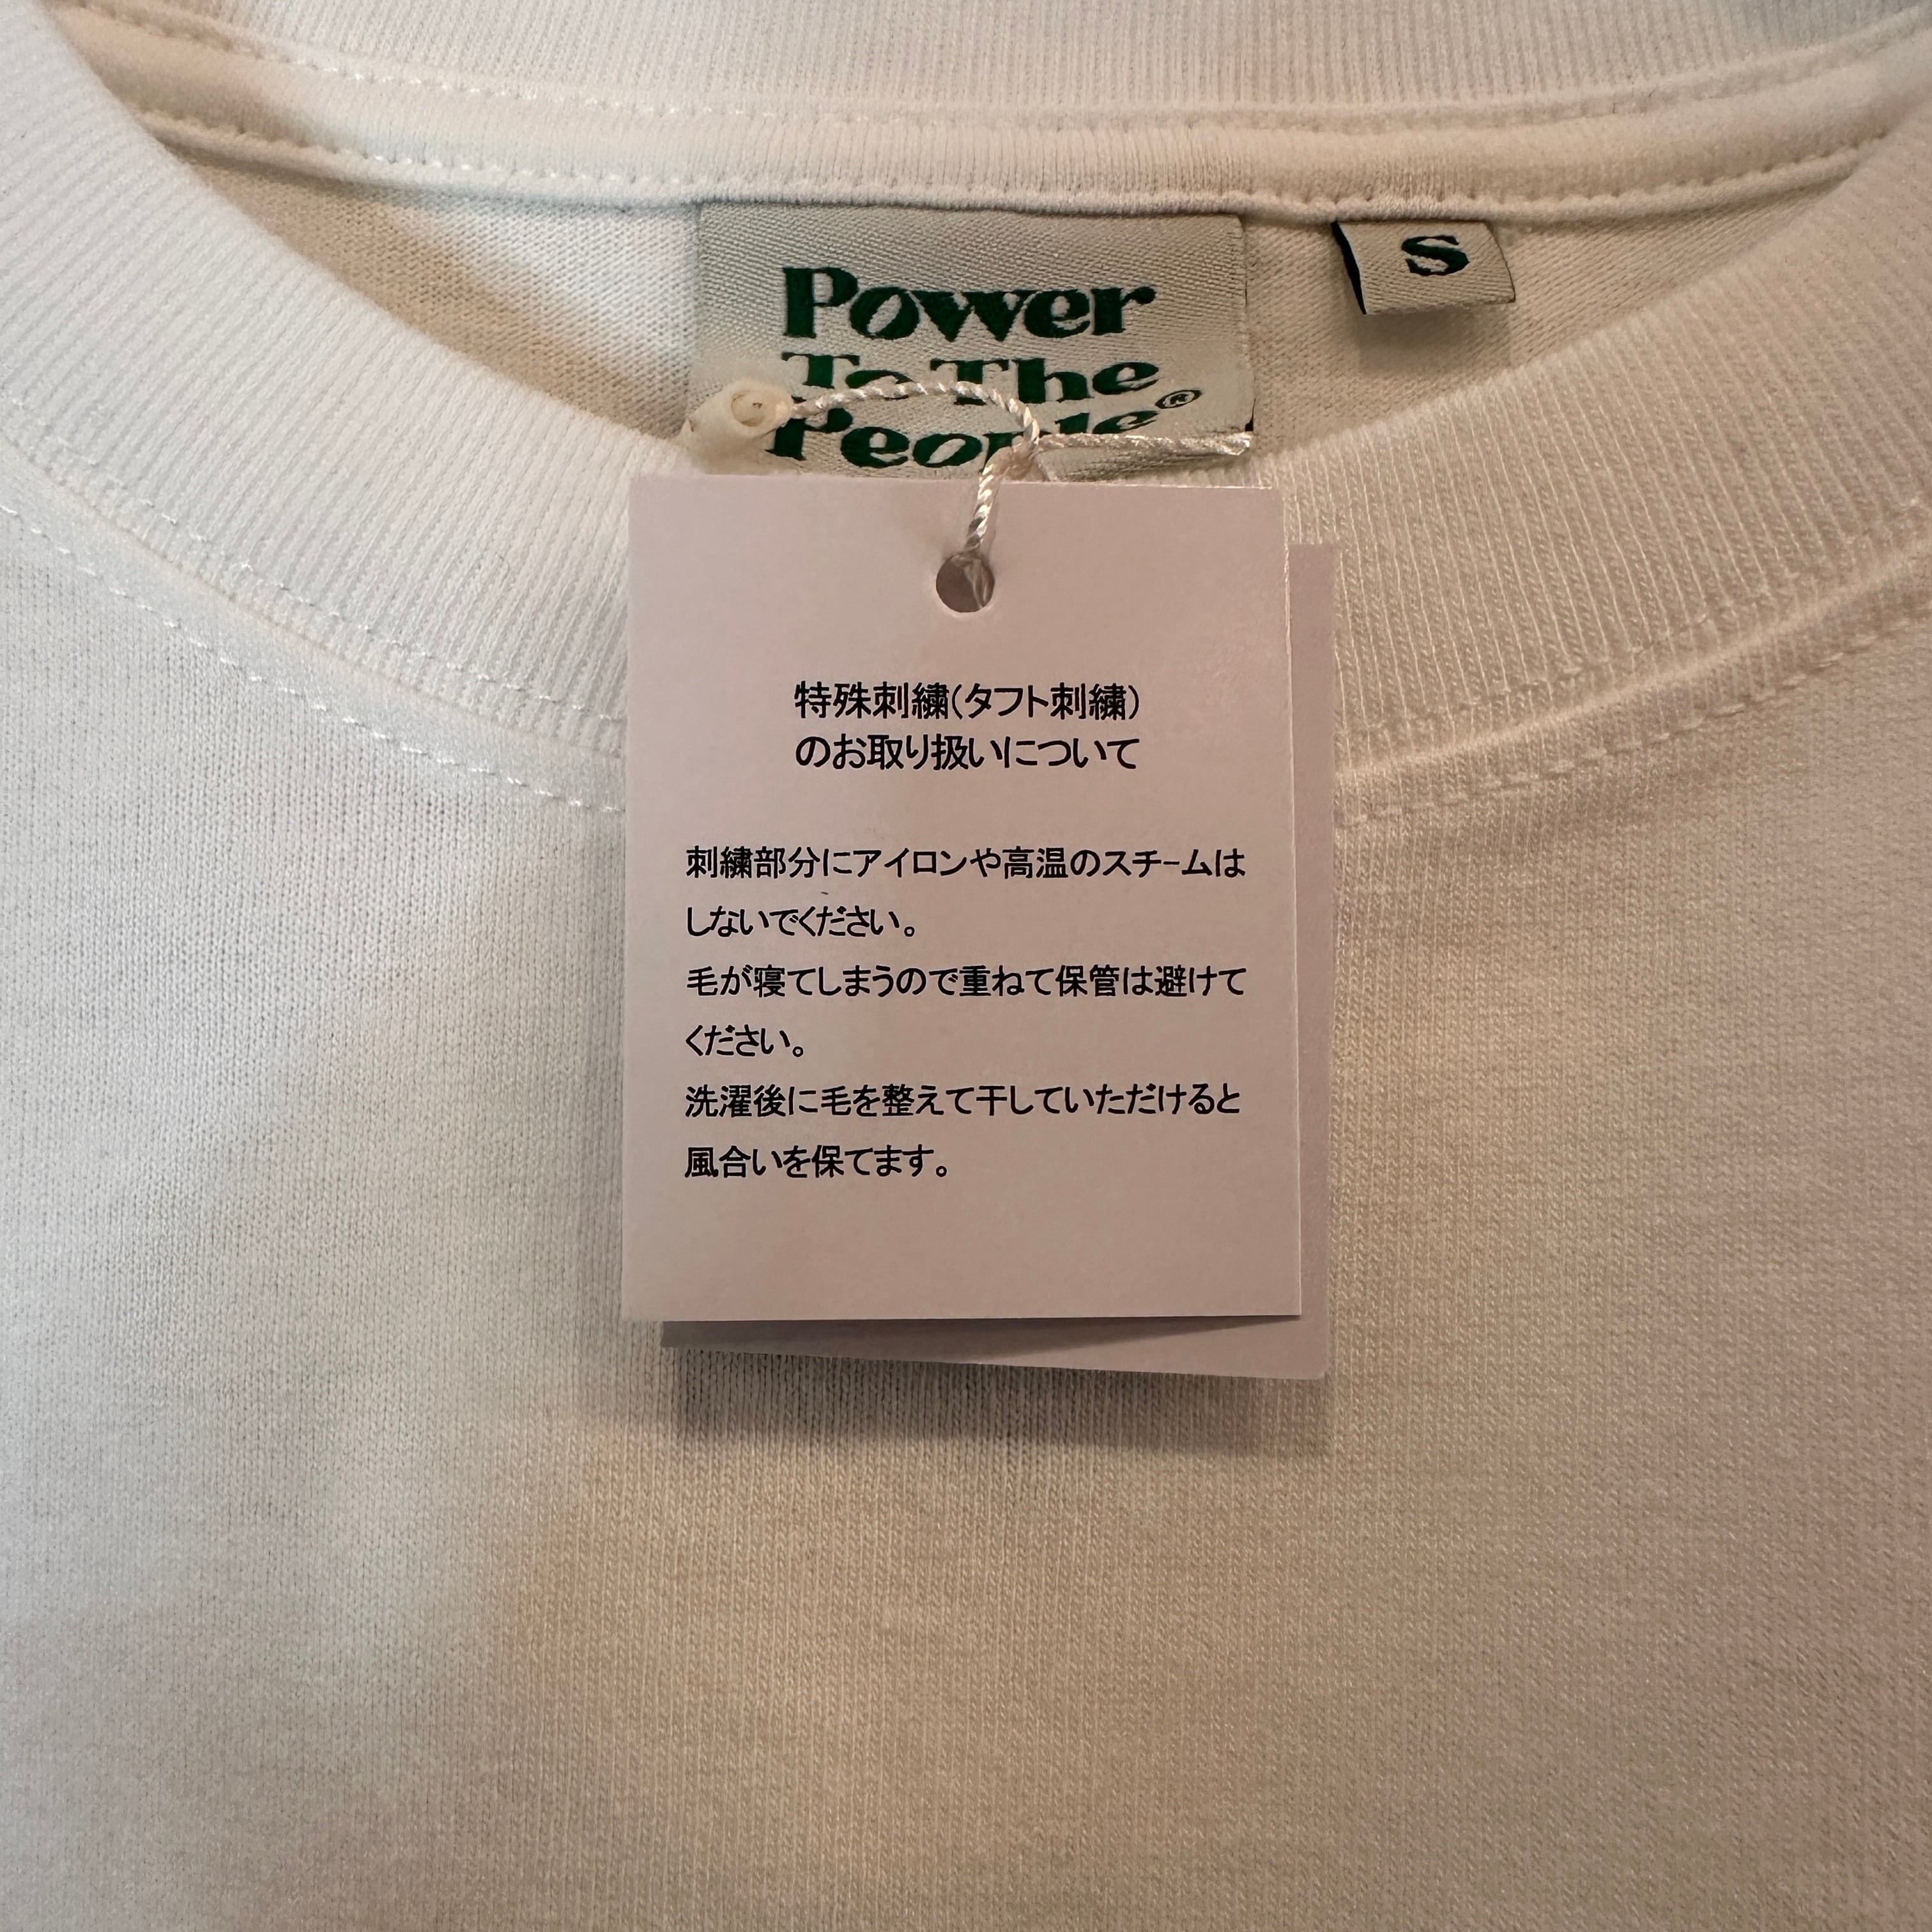 Power
S
To The
People®
特殊刺繍(タフト刺繍)
のお取り扱いについて
刺繍部分にアイロンや高温のスチームは
しないでください。
毛が寝てしまうので重ねて保管は避けて
ください。
洗濯後に毛を整えて干していただけると
風合いを保てます。